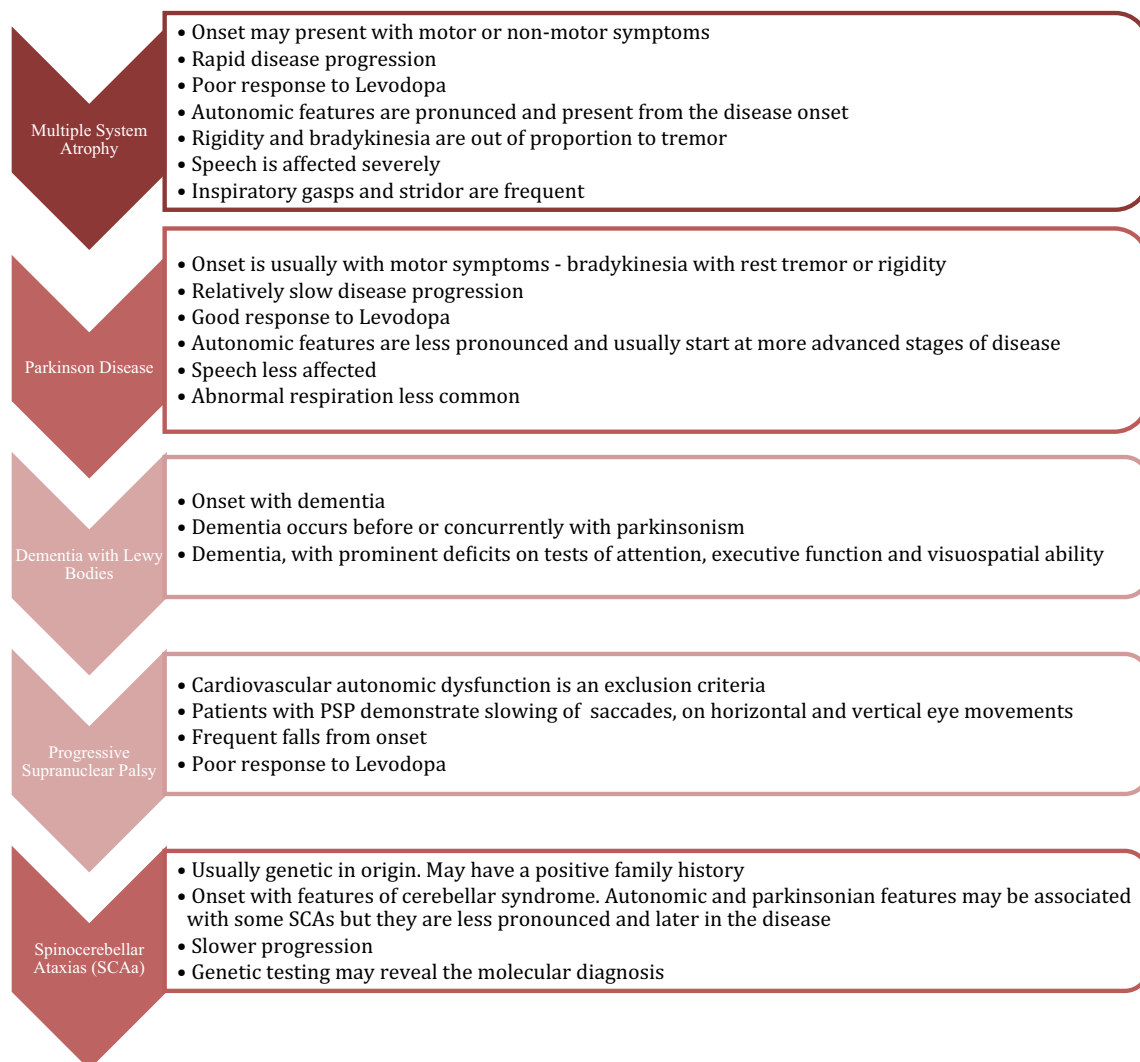 Multiple System
Atrophy
• Onset may present with motor or non-motor symptoms
• Rapid disease progression
• Poor response to Levodopa
• Autonomic features are pronunced and present from the disease onset
• Rigidity and bradykinesia are out of proportion to tremor
• Speech is affected severely
• Inspiratory gasps and stridor are frequent
Parkinson Disease
• Onset is usually with motor symptoms - bradykinesia with rest tremor or rigidity
• Relatively slow disease progression
• Good response to Levodopa
• Autonomic features are less pronounced and usually start at more advanced stages of disease
• Speech less affected
• Abnormal respiration less common
Dementia with Lewy
Bodies
• Onset with dementia
• Dementia occurs before or concurrently with parkinsonism
• Dementia, with prominent deficits on tests of attention, executive function and visuospatial ability
Progressive
Supranuclear Palsy
• Cardiovascular autonomic dysfunction is an exclusion criteria
• Patients with PSP demonstrate slowing of saccades, on horizontal and vertical eye movements
• Frequent falls from onset
• Poor response to Levodopa
Spinocerebellar
Ataxias (SCAa)
• Usually genetic in origin. May have a positive family history
• Onset with features of cerebellar syndrome. Autonomic and parkinsonian features may be associated
with some SCAs but they are less pronounced and later in the disease
• Slower progression
• Genetic testing may reveal the molecular diagnosis